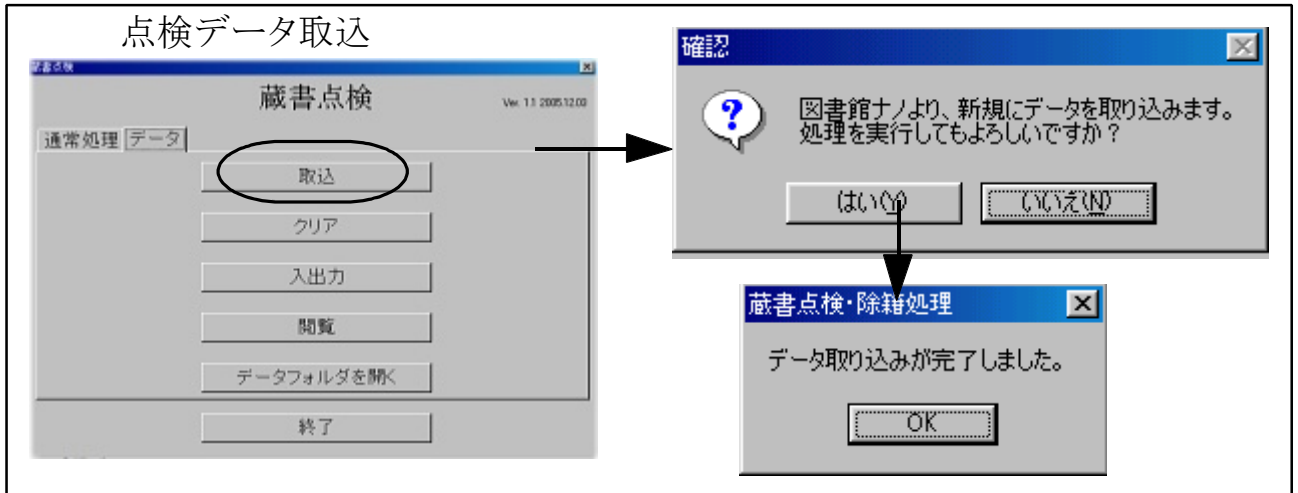 点検データ取込
蔵書点検
蔵書点検
Ver. 1.1 2005.12.03
通常処理 データ
取込
クリア
入出力
閲覧
データフォルダを開く
終了
確認
図書館ナノより、新規にデータを取り込みます。
処理を実行してもよろしいですか？
はい(Y) いいえ(N)
蔵書点検・除籍処理
データ取り込みが完了しました。
OK